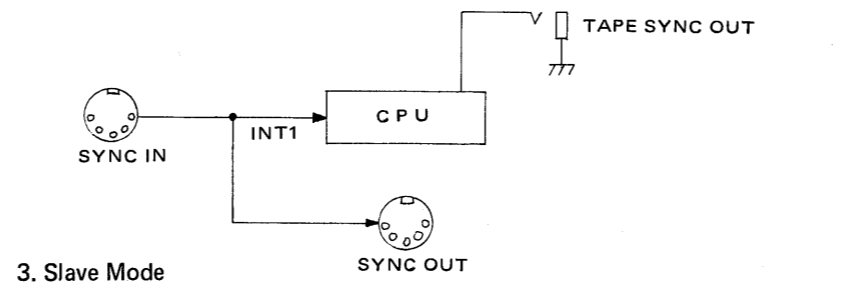 TAPE SYNC OUT
CPU
INT1
SYNC IN
SYNC OUT
3. Slave Mode